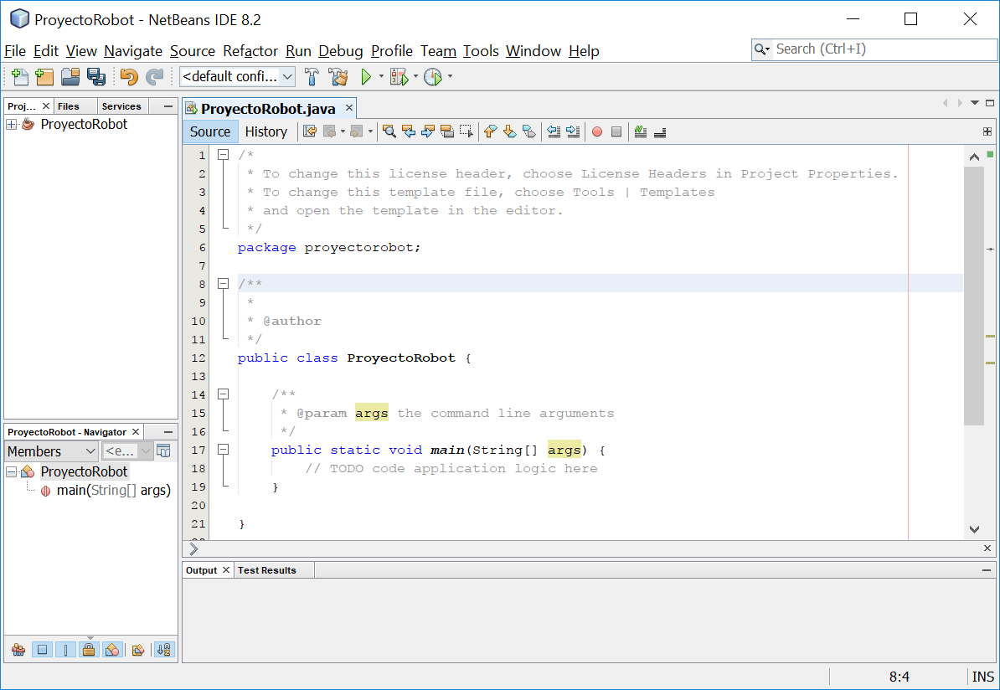 ProyectoRobot - NetBeans IDE 8.2
File Edit View Navigate Source Refactor Run Debug Profile Team Tools Window Help
Search (Ctrl+I)
<default confi...
Proj... Files Services
ProyectoRobot
ProyectoRobot.java
Source History
1 /*
2 * To change this license header, choose License Headers in Project Properties.
3 * To change this template file, choose Tools | Templates
4 * and open the template in the editor.
5 */
6 package proyectorobot;
7
8 /**
9 *
10 * @author
11 */
12 public class ProyectoRobot {
13
14 /**
15 * @param args the command line arguments
16 */
17 public static void main(String[] args) {
18 // TODO code application logic here
19 }
20
21 }
ProyectoRobot - Navigator
Members <e...
ProyectoRobot
main(String[] args)
Output Test Results
8:4 INS